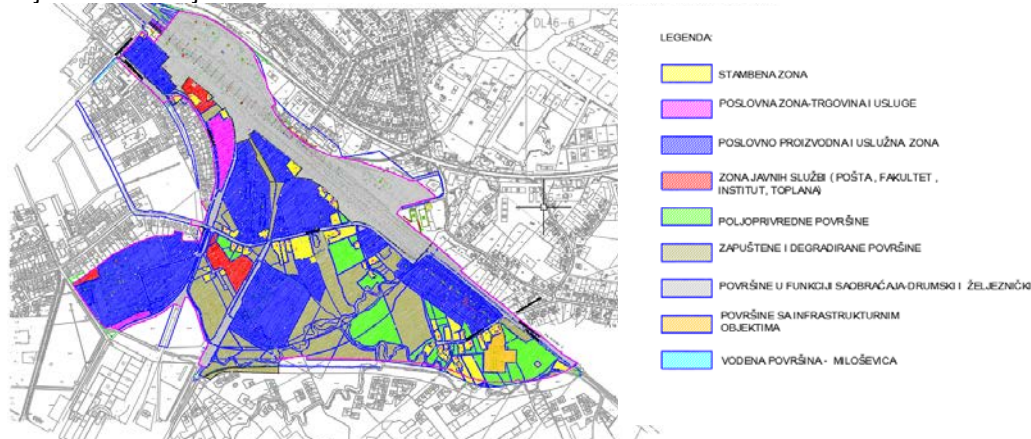 DL46-6
LEGENDA:
STAMBENA ZONA
POSLOVNA ZONA-TRGOVINA I USLUGE
POSLOVNO PROIZVODNA I USLUŽNA ZONA
ZONA JAVNIH SLUŽBI ( POŠTA , FAKULTET ,
INSTITUT, TOPLANA)
POLJOPRIVREDNE POVRŠINE
ZAPUŠTENE I DEGRADIRANE POVRŠINE
POVRŠINE U FUNKCIJI SAOBRAĆAJA-DRUMSKI I ŽELJEZNIČKI
POVRŠINE SA INFRASTRUKTURNIM
OBJEKTIMA
VODENA POVRŠINA - MILOŠEVICA